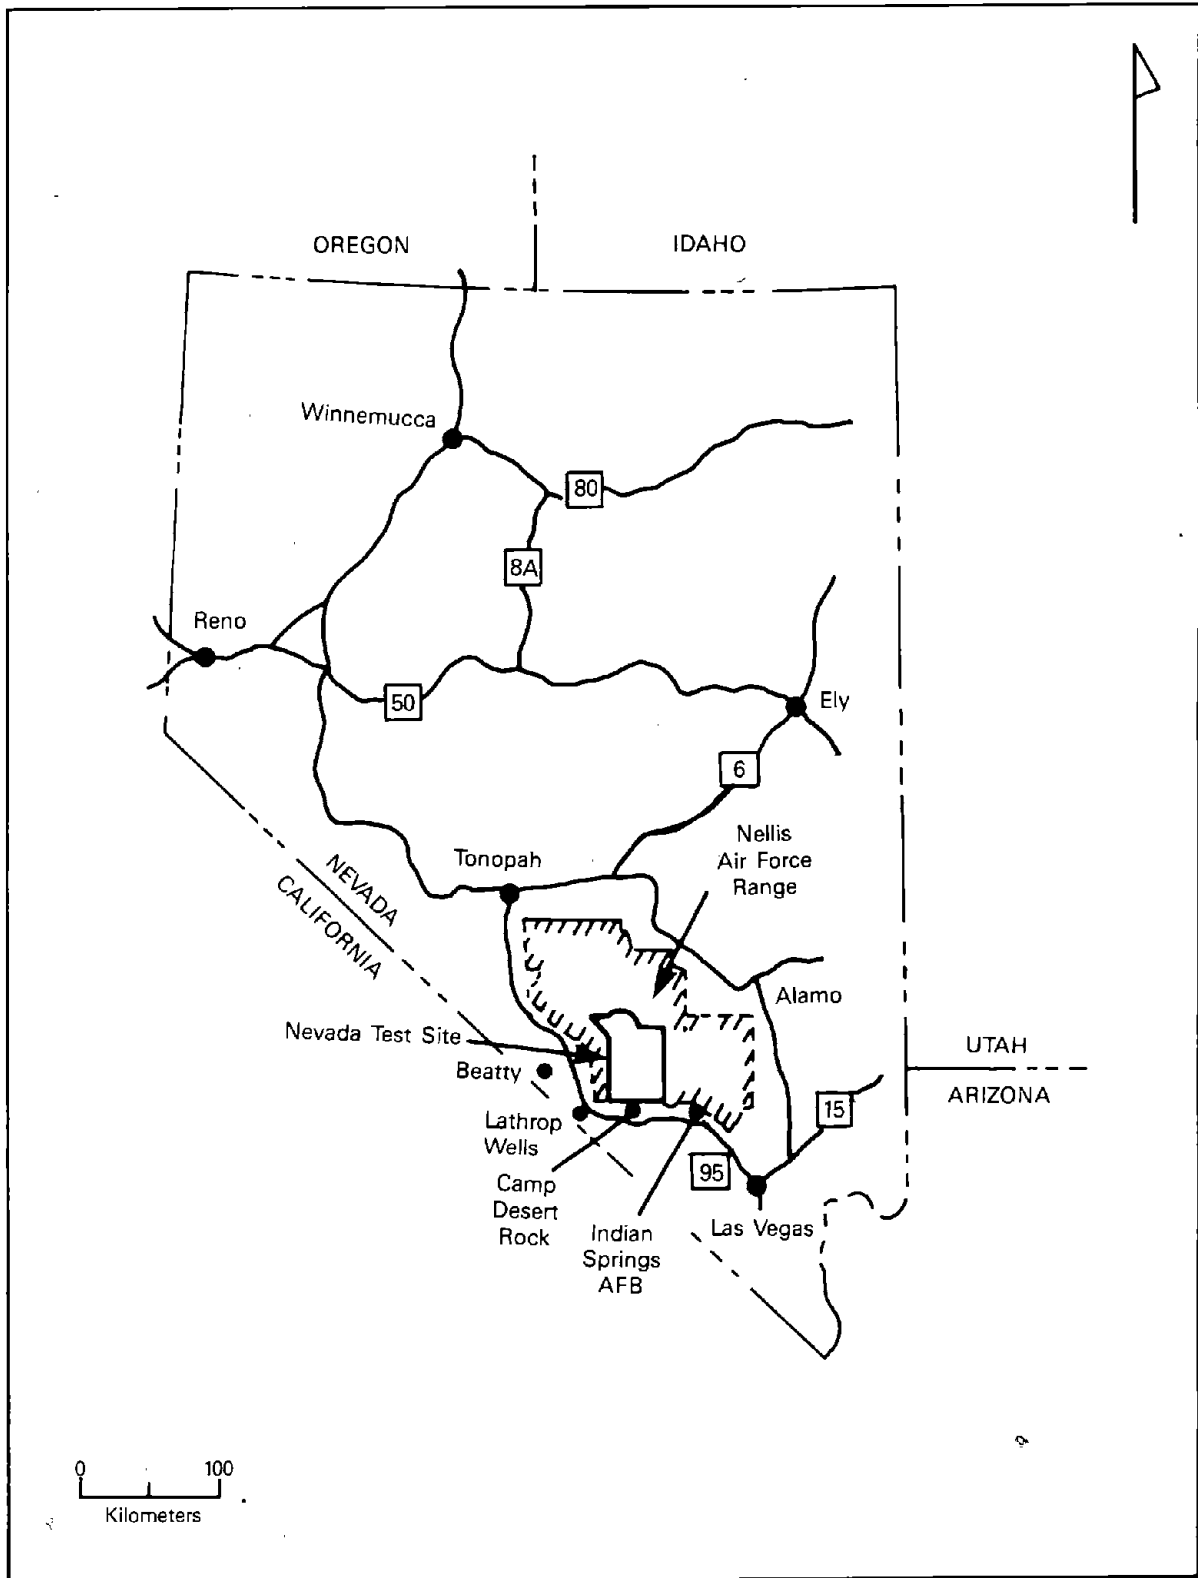 OREGON
IDAHO
Winnemucca
80
8A
Reno
50
Ely
6
Nellis
Air Force
Range
Tonopah
NEVADA
CALIFORNIA
Alamo
Nevada Test Site
UTAH
Beatty
ARIZONA
15
Lathrop
Wells
95
Camp
Desert
Rock
Las Vegas
Indian
Springs
AFB
0 100
Kilometers